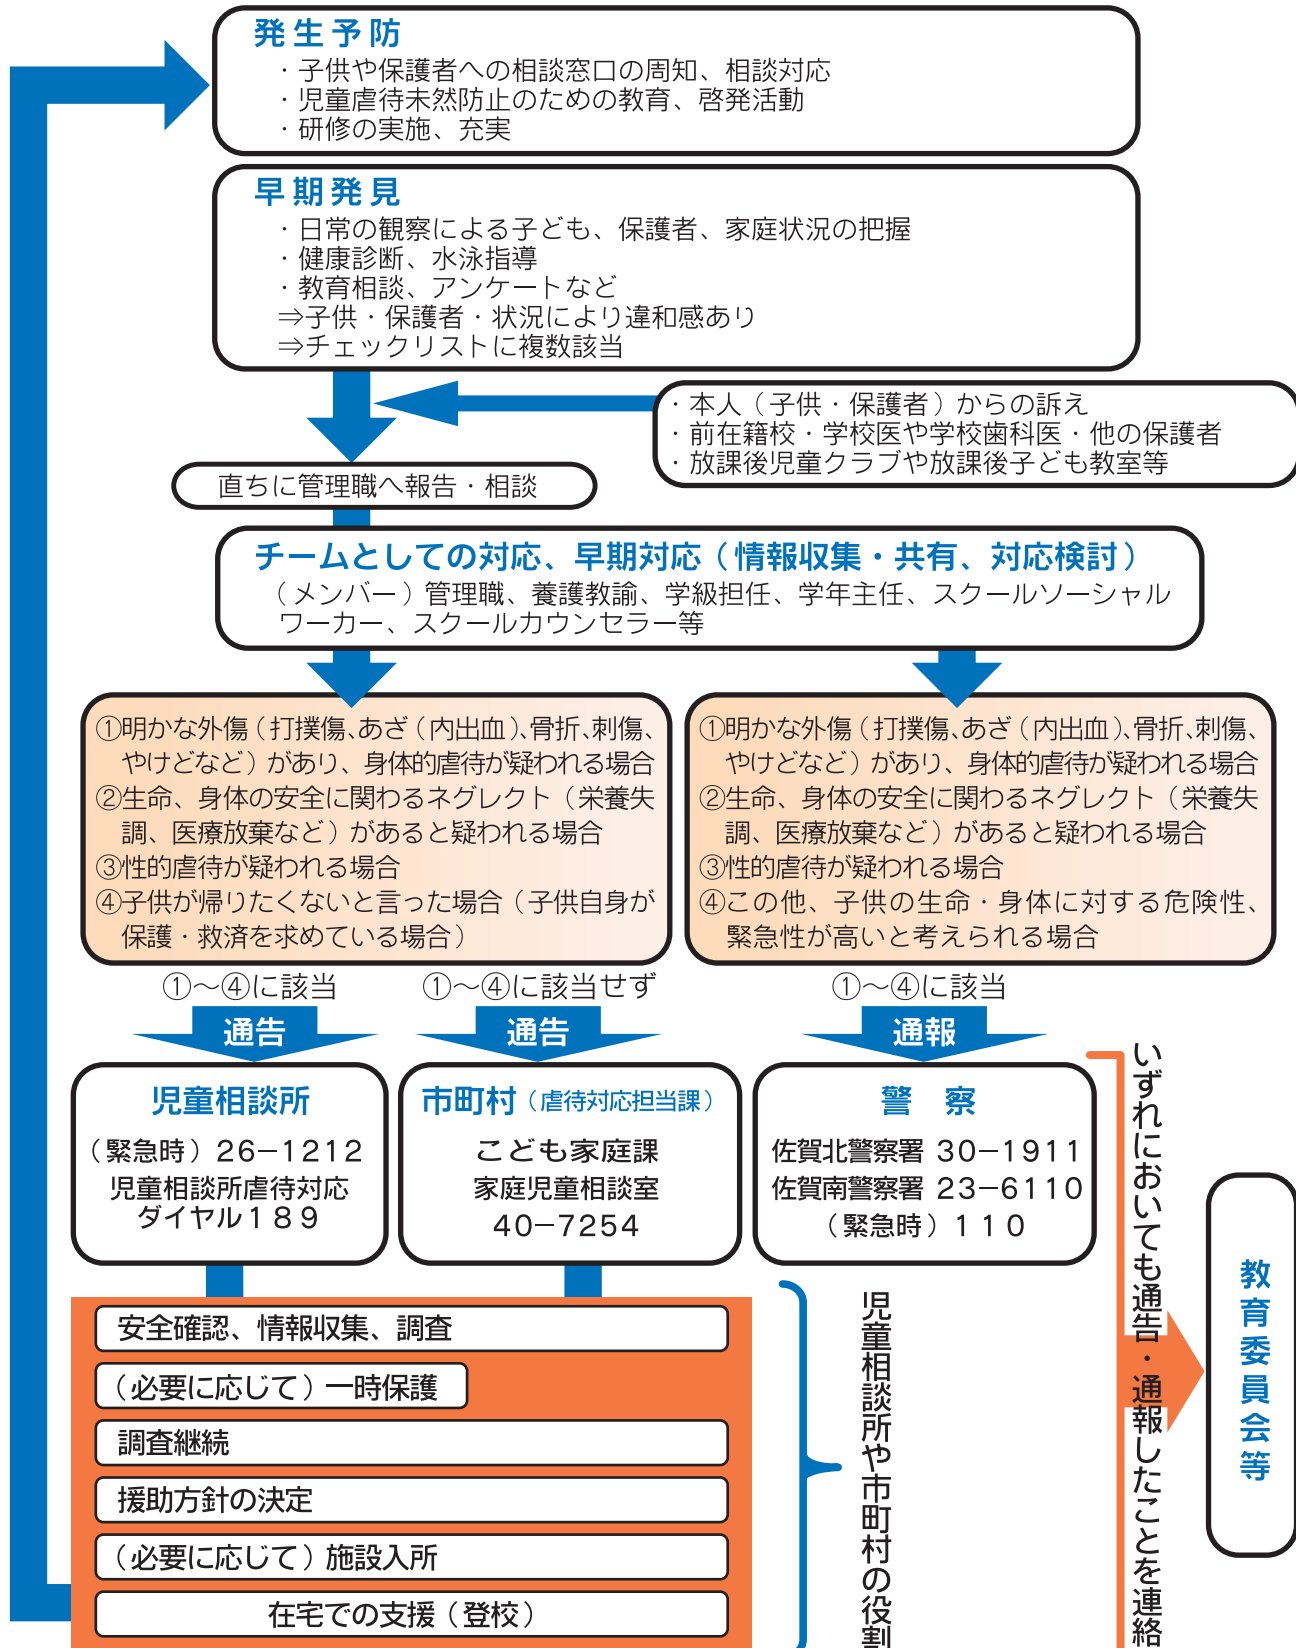 発生予防
・子供や保護者への相談窓口の周知、相談対応
・児童虐待未然防止のための教育、啓発活動
・研修の実施、充実
早期発見
・日常の観察による子ども、保護者、家庭状況の把握
・健康診断、水泳指導
・教育相談、アンケートなど
⇒子供・保護者・状況により違和感あり
⇒チェックリストに複数該当
・本人（子供・保護者）からの訴え
・前在籍校・学校医や学校歯科医・他の保護者
・放課後児童クラブや放課後子ども教室等
直ちに管理職へ報告・相談
チームとしての対応、早期対応（情報収集・共有、対応検討）
（メンバー）管理職、養護教諭、学級担任、学年主任、スクールソーシャル
ワーカー、スクールカウンセラー等
①明かな外傷（打撲傷、あざ（内出血）、骨折、刺傷、
やけどなど）があり、身体的虐待が疑われる場合
②生命、身体の安全に関わるネグレクト（栄養失
調、医療放棄など）があると疑われる場合
③性的虐待が疑われる場合
④子供が帰りたくないと言った場合（子供自身が
保護・救済を求めている場合）
①明かな外傷（打撲傷、あざ（内出血）、骨折、刺傷、
やけどなど）があり、身体的虐待が疑われる場合
②生命、身体の安全に関わるネグレクト（栄養失
調、医療放棄など）があると疑われる場合
③性的虐待が疑われる場合
④この他、子供の生命・身体に対する危険性、
緊急性が高いと考えられる場合
①～④に該当
①～④に該当せず
①～④に該当
通告
通告
通報
児童相談所
（緊急時）26−1212
児童相談所虐待対応
ダイヤル１８９
市町村（虐待対応担当課）
こども家庭課
家庭児童相談室
40−7254
警　察
佐賀北警察署 30−1911
佐賀南警察署 23−6110
（緊急時）１１０
いずれにおいても通告・通報したことを連絡
教育委員会等
安全確認、情報収集、調査
（必要に応じて）一時保護
調査継続
援助方針の決定
（必要に応じて）施設入所
在宅での支援（登校）
児童相談所や市町村の役割